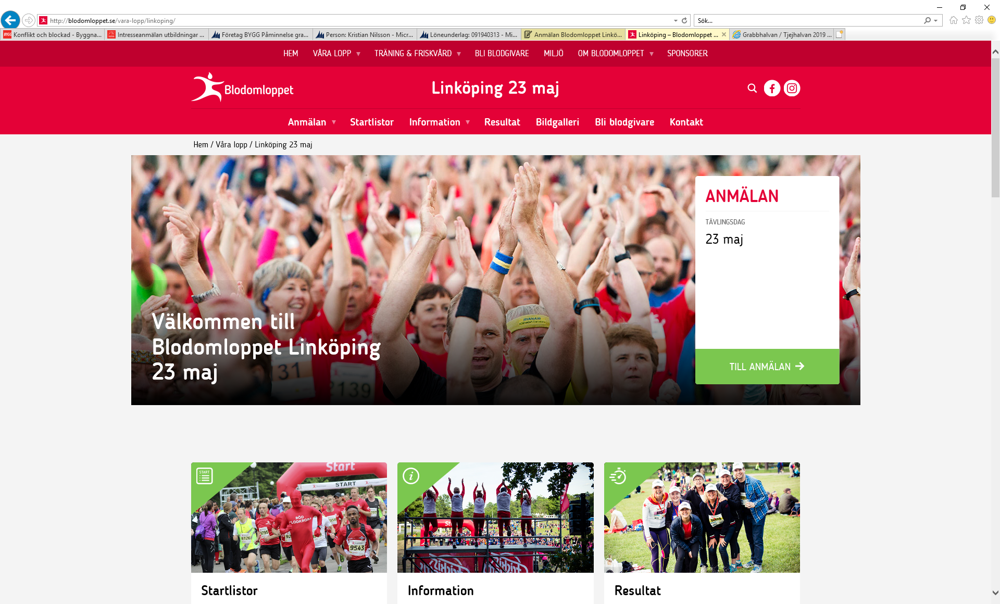 http://blodomloppet.se/vara-lopp/linkoping/
Sök...
Konflikt och blockad - Byggna...
Intresseanmälan utbildningar ...
Företag BYGG Påminnelse gra...
Person: Kristian Nilsson - Micr...
Löneunderlag: 091940313 - Mi...
Anmälan Blodomloppet Linkö...
Linköping – Blodomloppet ...
Grabbhalvan / Tjejhalvan 2019 ...
HEM VÅRA LOPP TRÄNING & FRISKVÅRD BLI BLODGIVARE MILJÖ OM BLODOMLOPPET SPONSORER
Blodomloppet
Linköping 23 maj
Anmälan Startlistor Information Resultat Bildgalleri Bli blodgivare Kontakt
Hem / Våra lopp / Linköping 23 maj
ANMÄLAN
TÄVLINGSDAG
23 maj
TILL ANMÄLAN
RYANAIR
Välkommen till
Blodomloppet Linköping
23 maj
31
2139
START
Start
START
RÖD
BLODKROPP
8126
9795
9543
Start
Startlistor
Information
Resultat